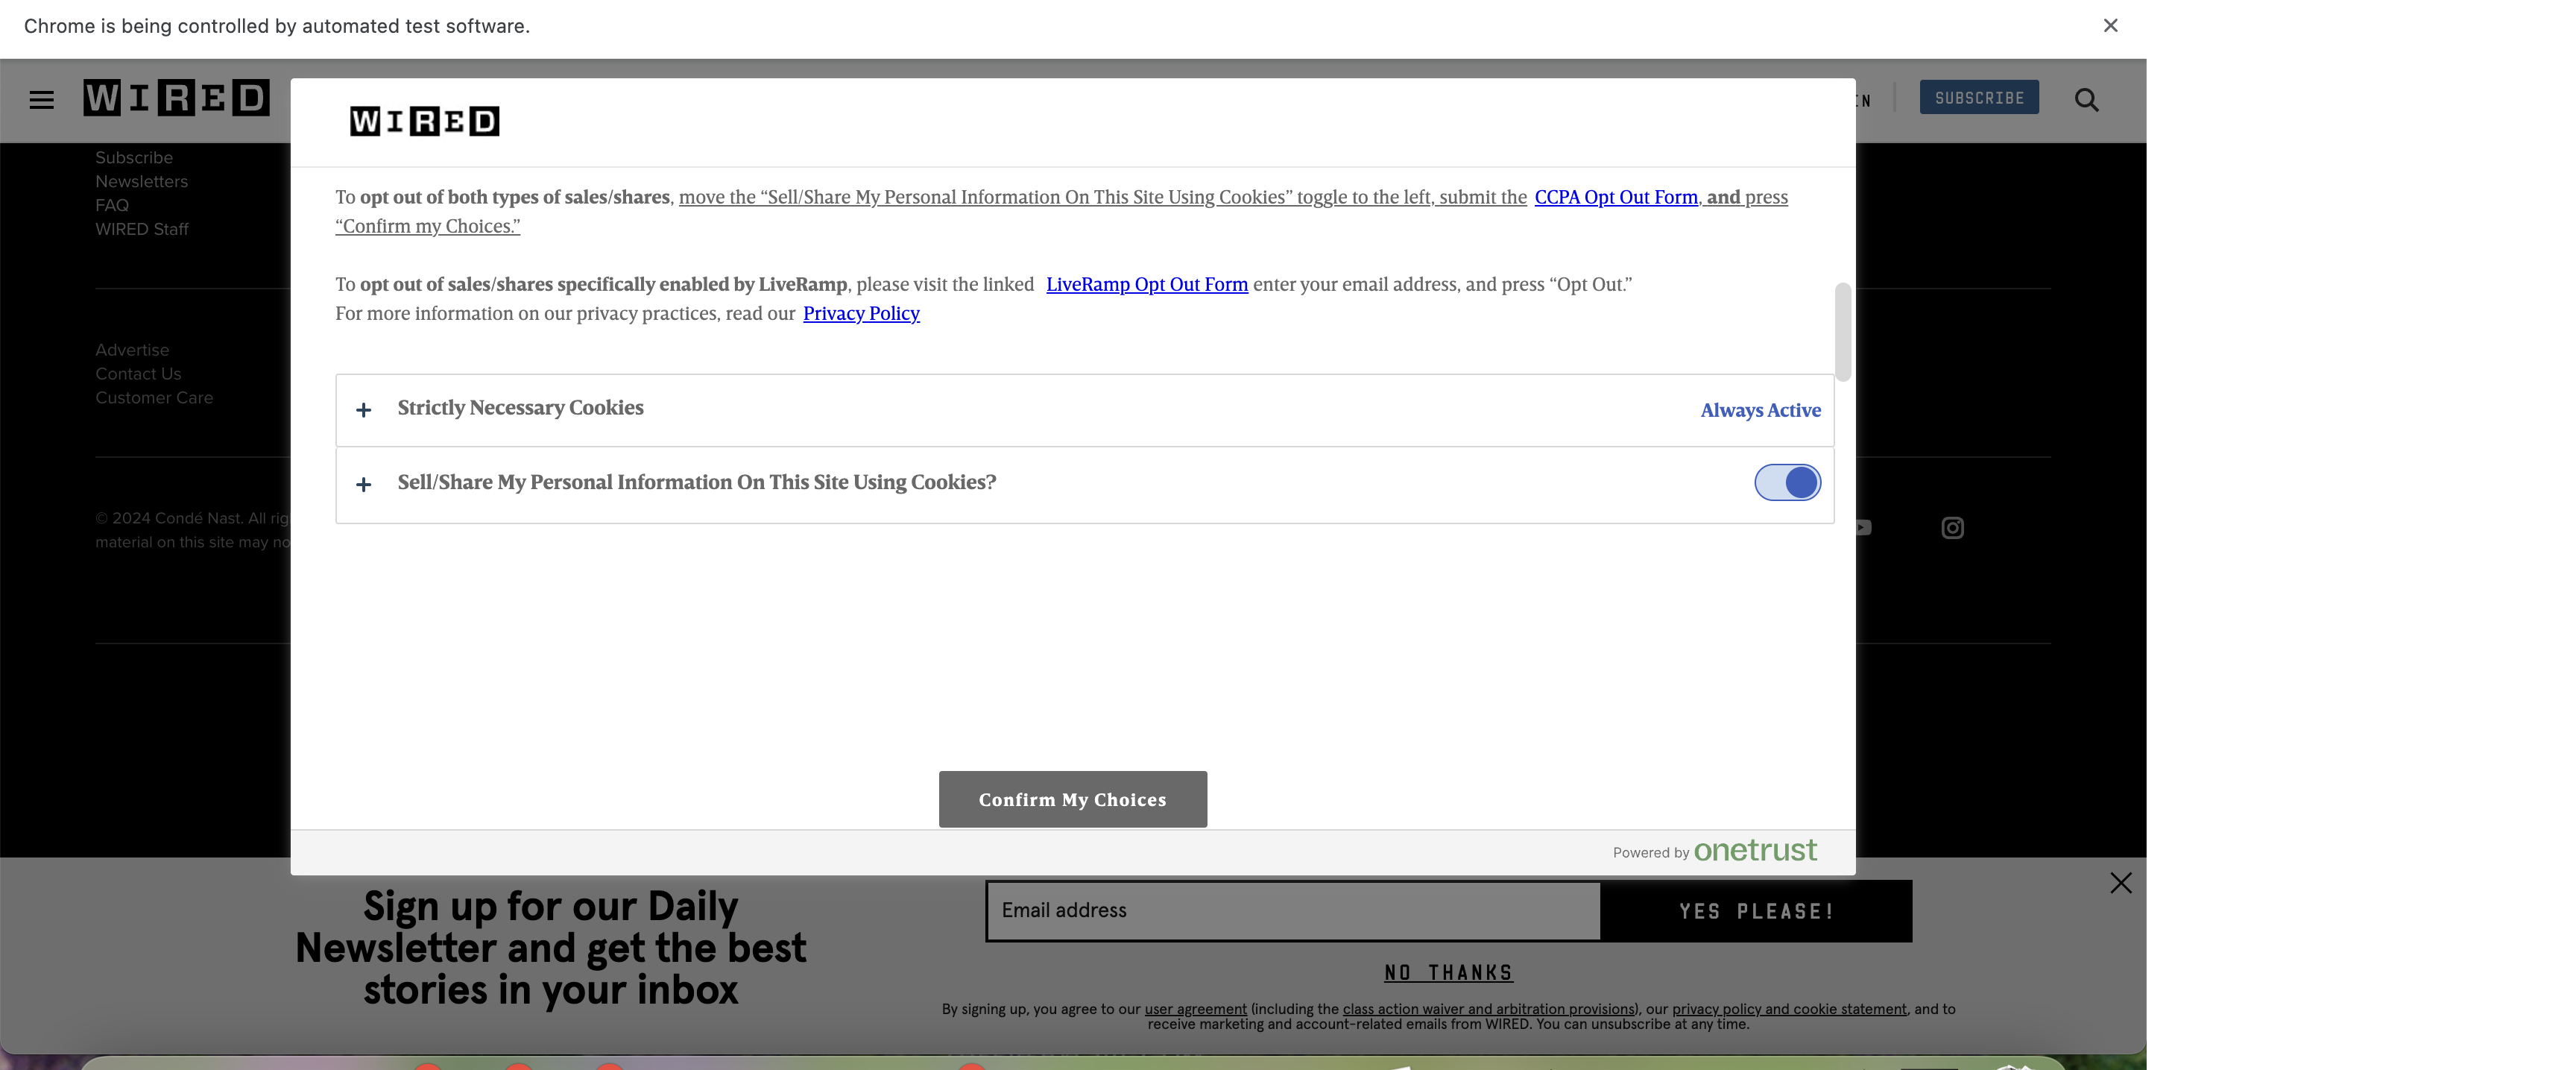 Chrome is being controlled by automated test software.
WIRED
SUBSCRIBE
WIRED
Subscribe
Newsletters
FAQ
WIRED Staff
To opt out of both types of sales/shares, move the “Sell/Share My Personal Information On This Site Using Cookies” toggle to the left, submit the CCPA Opt Out Form, and press
“Confirm my Choices.”
To opt out of sales/shares specifically enabled by LiveRamp, please visit the linked LiveRamp Opt Out Form enter your email address, and press “Opt Out.”
For more information on our privacy practices, read our Privacy Policy
Advertise
Contact Us
Customer Care
Strictly Necessary Cookies
Always Active
Sell/Share My Personal Information On This Site Using Cookies?
© 2024 Condé Nast. All
material on this site may
Confirm My Choices
Powered by onetrust
Sign up for our Daily
Newsletter and get the best
stories in your inbox
Email address
YES PLEASE!
NO THANKS
By signing up, you agree to our user agreement (including the class action waiver and arbitration provisions), our privacy policy and cookie statement, and to
receive marketing and account-related emails from WIRED. You can unsubscribe at any time.